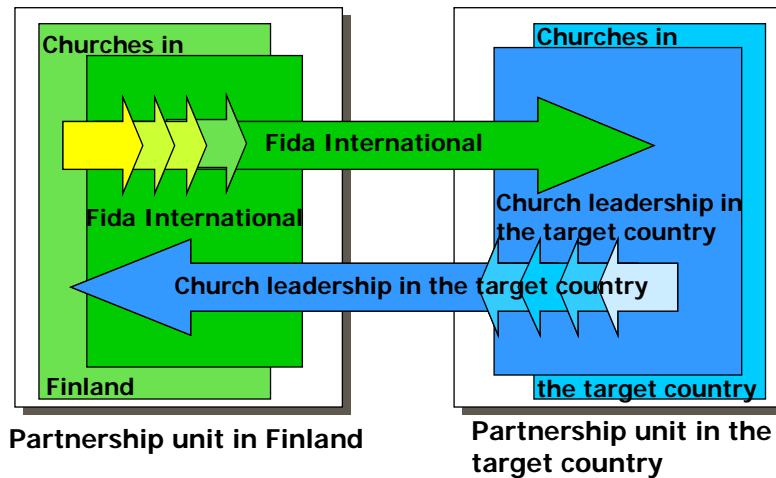 Churches in
Fida International
Fida International
Finland
Churches in
Church leadership in
the target country
Church leadership in the target country
the target country
Partnership unit in Finland
Partnership unit in the
target country